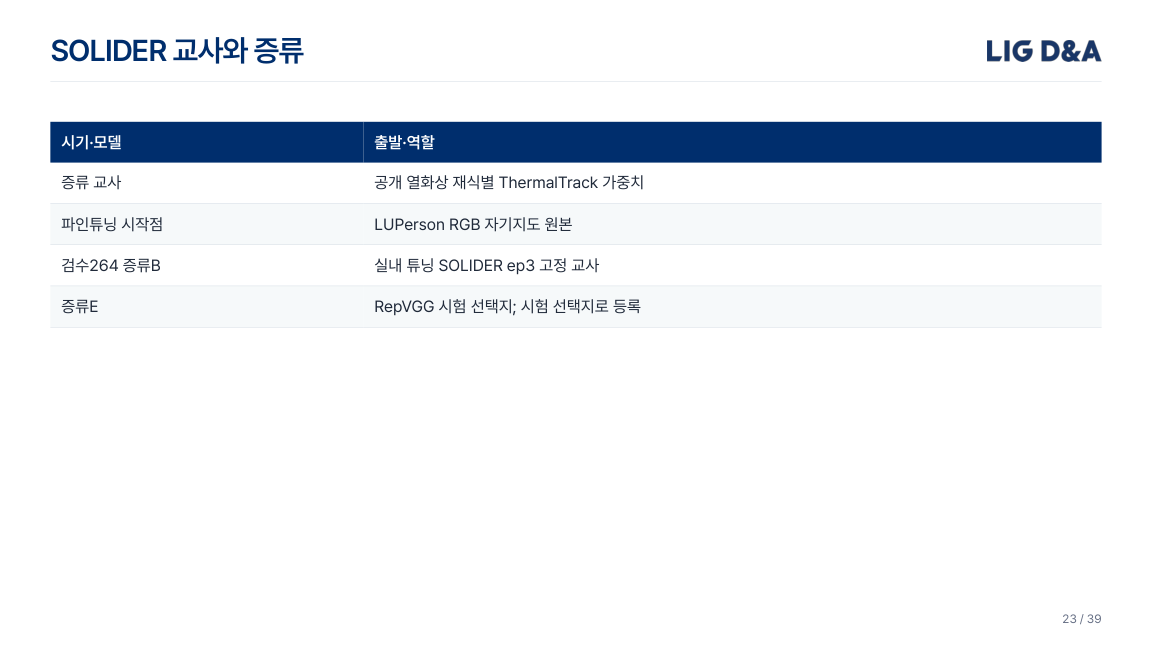 SOLIDER 교사와 증류
LIG D&A
시기·모델 출발·역할
증류 교사 공개 열화상 재식별 ThermalTrack 가중치
파인튜닝 시작점 LUPerson RGB 자기지도 원본
검수264 증류B 실내 튜닝 SOLIDER ep3 고정 교사
증류E RepVGG 시험 선택지; 시험 선택지로 등록
23 / 39